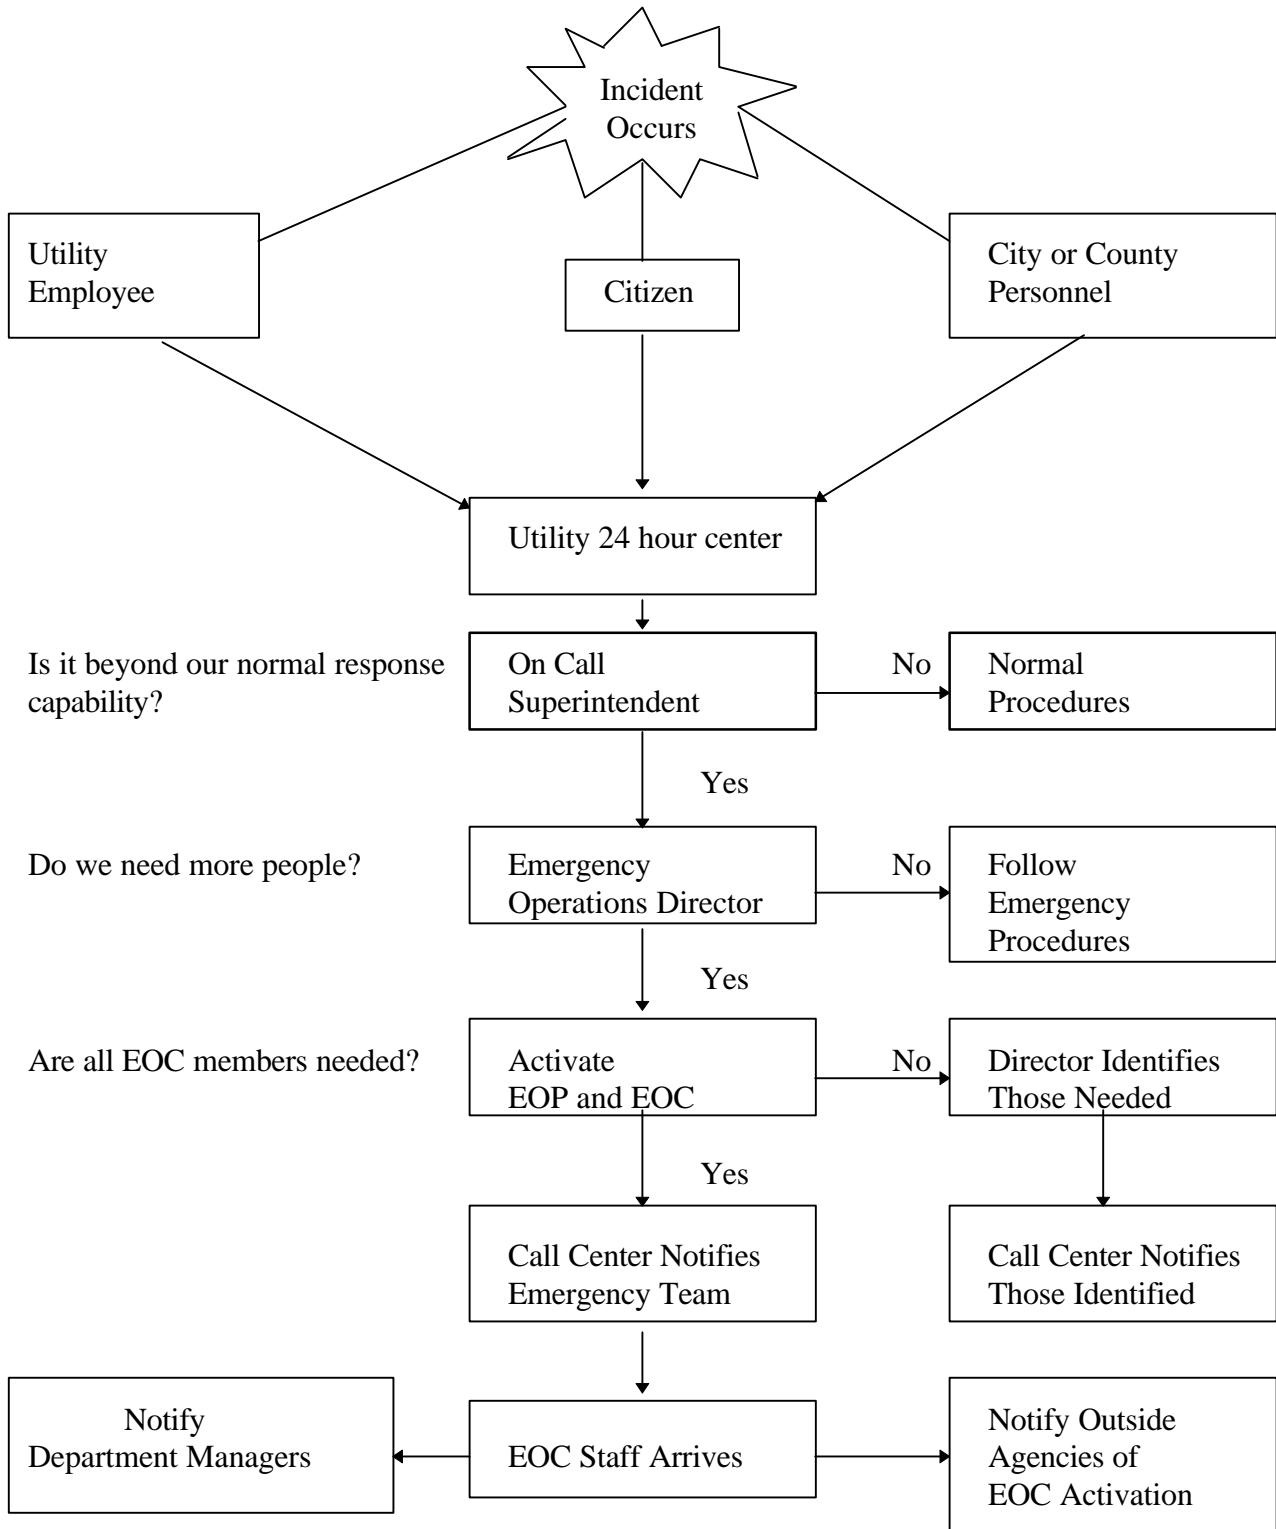 Incident
Occurs
Utility
Employee
Citizen
City or County
Personnel
Utility 24 hour center
Is it beyond our normal response
capability?
On Call
Superintendent
No
Normal
Procedures
Yes
Do we need more people?
Emergency
Operations Director
No
Follow
Emergency
Procedures
Yes
Are all EOC members needed?
Activate
EOP and EOC
No
Director Identifies
Those Needed
Yes
Call Center Notifies
Emergency Team
Call Center Notifies
Those Identified
Notify
Department Managers
EOC Staff Arrives
Notify Outside
Agencies of
EOC Activation